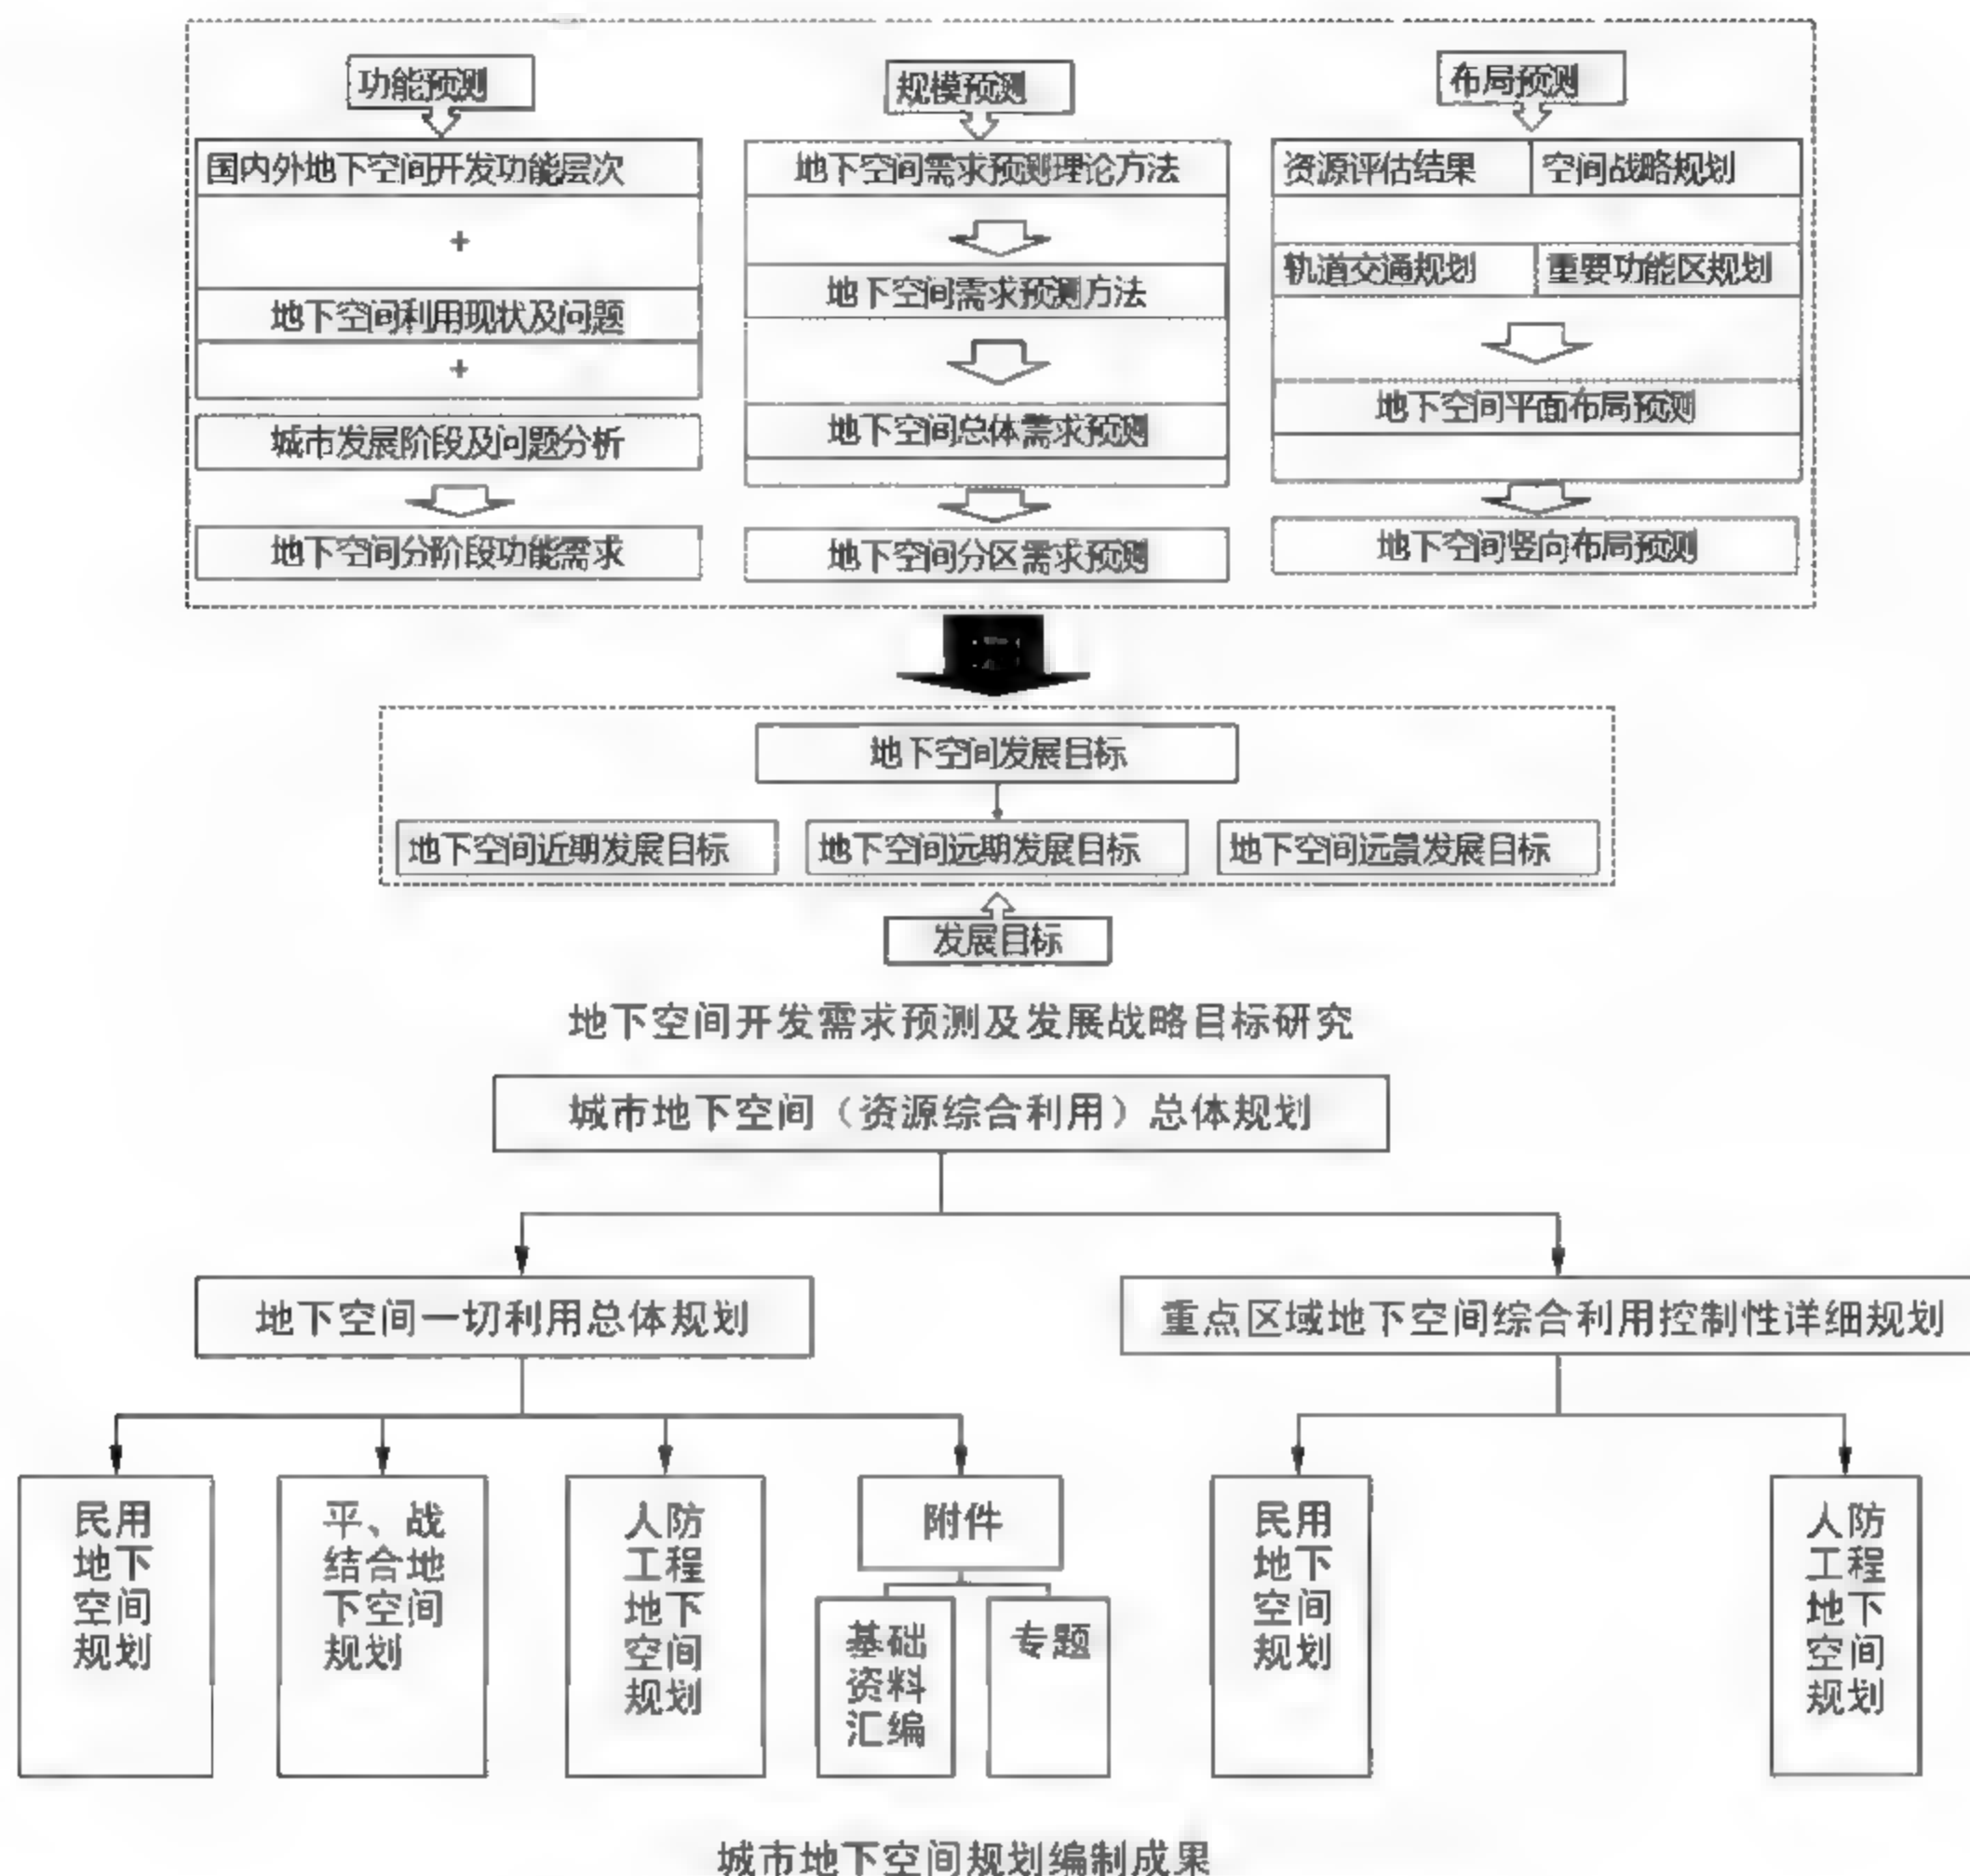 功能预测
规模预测
布局预测
国内外地下空间开发功能层次
+
地下空间利用现状及问题
+
城市发展阶段及问题分析
地下空间分阶段功能需求
地下空间需求预测理论方法
地下空间需求预测方法
地下空间总体需求预测
地下空间分区需求预测
资源评估结果
空间战略规划
轨道交通规划
重要功能区规划
地下空间平面布局预测
地下空间竖向布局预测
地下空间发展目标
地下空间近期发展目标
地下空间远期发展目标
地下空间远景发展目标
发展目标
地下空间开发需求预测及发展战略目标研究
城市地下空间（资源综合利用）总体规划
地下空间一切利用总体规划
重点区域地下空间综合利用控制性详细规划
民用
地下
空间
规划
平、战
结合地
下空间
规划
人防
工程
地下
空间
规划
附件
基础
资料
汇编
专题
民用
地下
空间
规划
人防
工程
地下
空间
规划
城市地下空间规划编制成果